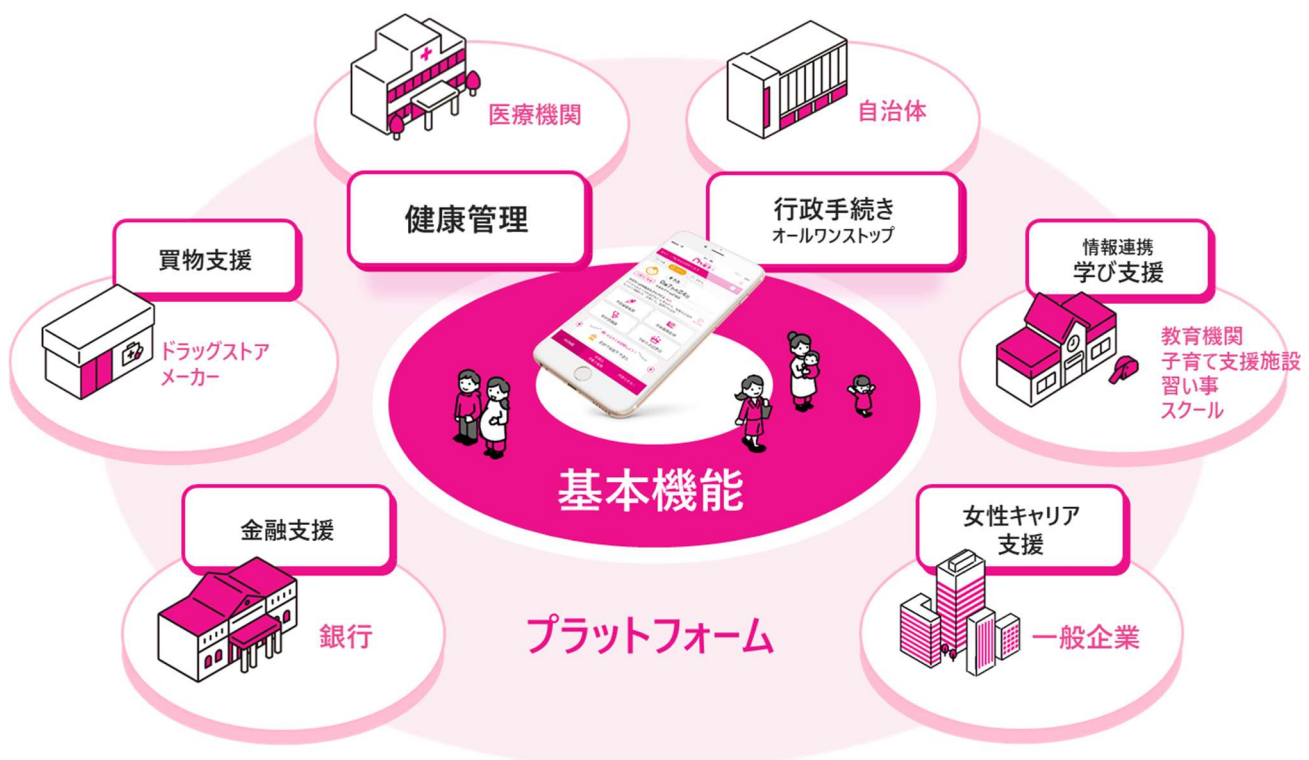 医療機関
自治体
健康管理
行政手続き
オールワンストップ
買物支援
情報連携
学び支援
ドラッグストア
メーカー
教育機関
子育て支援施設
習い事
スクール
基本機能
金融支援
女性キャリア
支援
銀行
プラットフォーム
一般企業